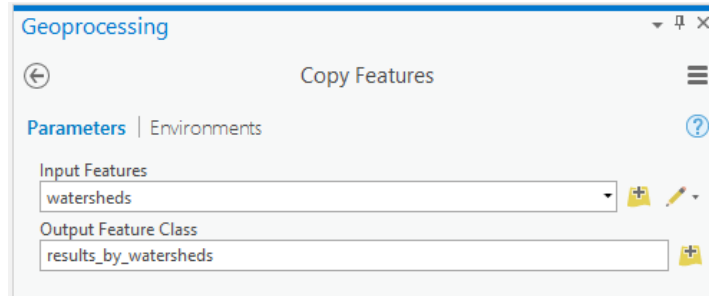 Geoprocessing
Copy Features
Parameters | Environments
Input Features
watersheds
Output Feature Class
results_by_watersheds